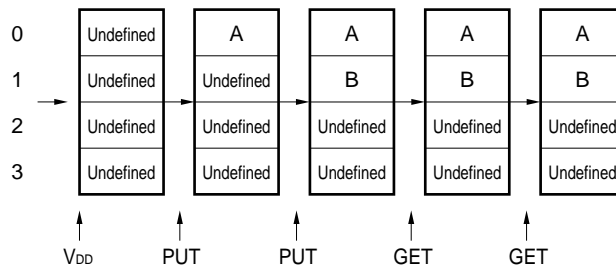 0 Undefined A A A A
1 Undefined Undefined B B B
2 Undefined Undefined Undefined Undefined Undefined
3 Undefined Undefined Undefined Undefined Undefined
VDD PUT PUT GET GET